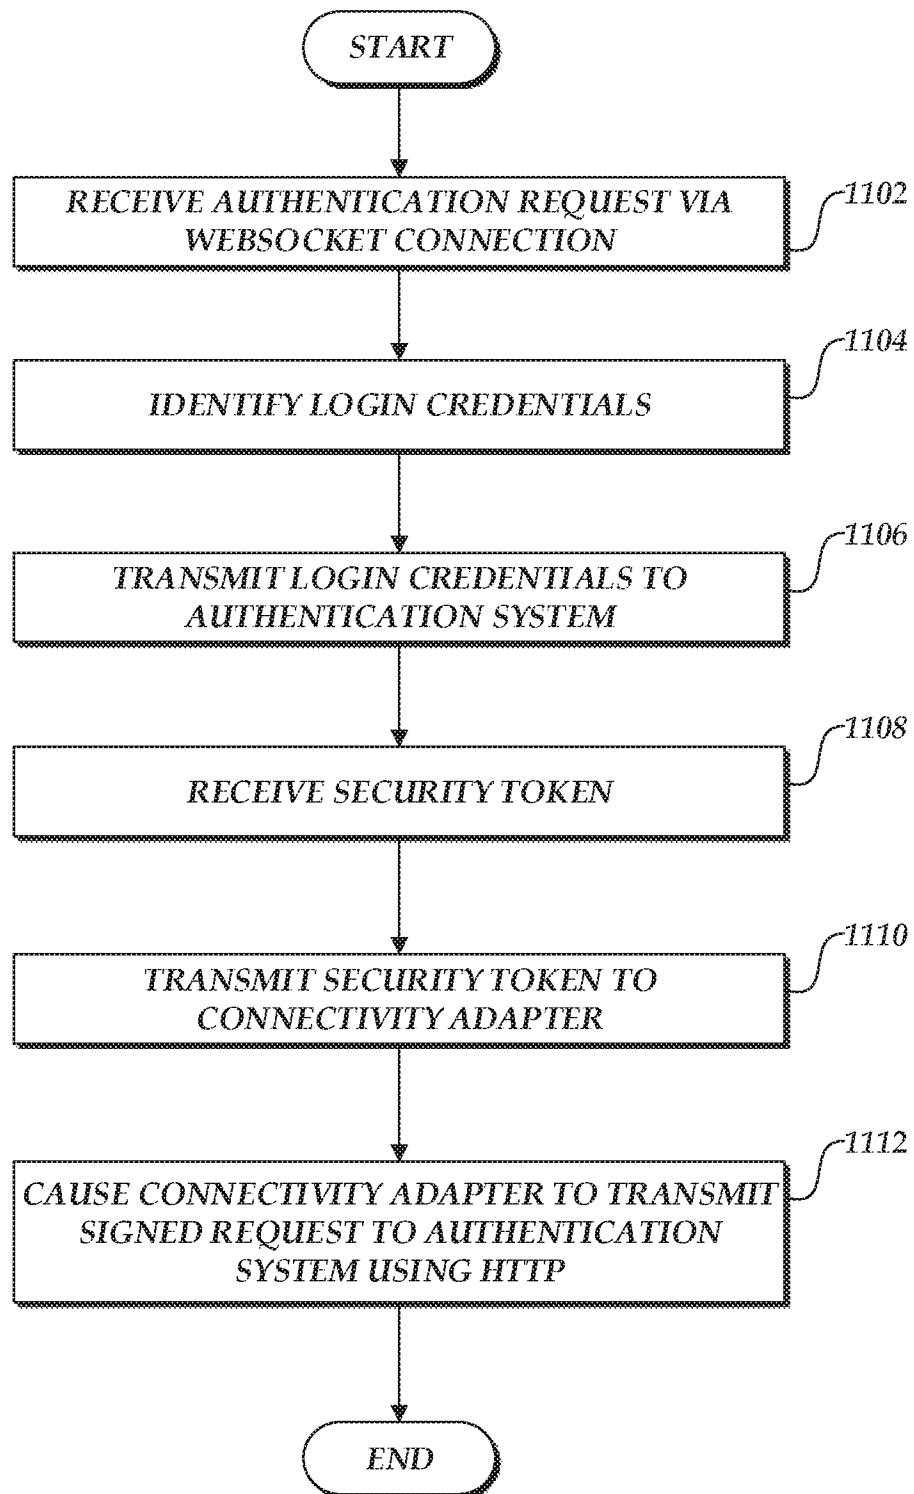 START
RECEIVE AUTHENTICATION REQUEST VIA
WEBSOCKET CONNECTION
1102
IDENTIFY LOGIN CREDENTIALS
1104
TRANSMIT LOGIN CREDENTIALS TO
AUTHENTICATION SYSTEM
1106
RECEIVE SECURITY TOKEN
1108
TRANSMIT SECURITY TOKEN TO
CONNECTIVITY ADAPTER
1110
CAUSE CONNECTIVITY ADAPTER TO TRANSMIT
SIGNED REQUEST TO AUTHENTICATION
SYSTEM USING HTTP
1112
END